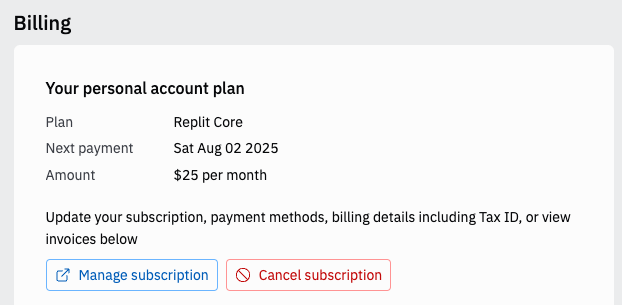 Billing
Your personal account plan
Plan Replit Core
Next payment Sat Aug 02 2025
Amount $25 per month
Update your subscription, payment methods, billing details including Tax ID, or view
invoices below
Manage subscription Cancel subscription